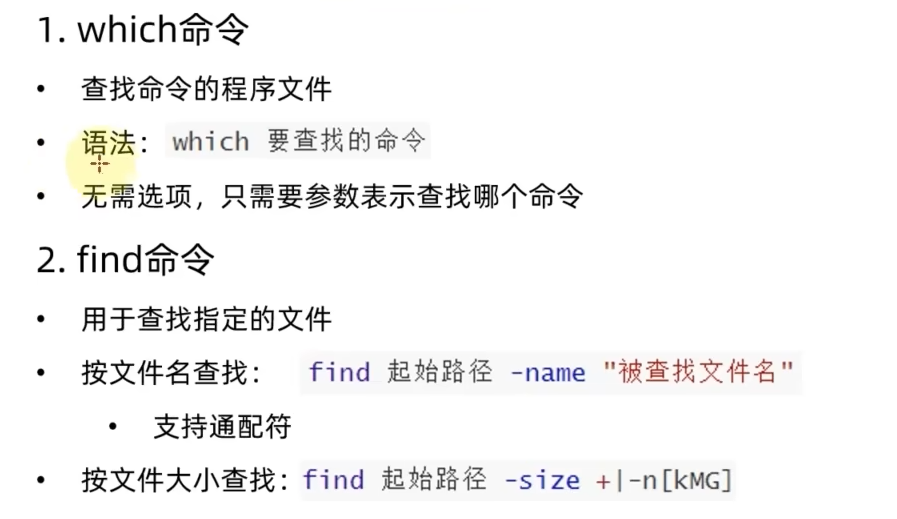 1. which命令
• 查找命令的程序文件
• 语法：which 要查找的命令
• 无需选项，只需要参数表示查找哪个命令
2. find命令
• 用于查找指定的文件
• 按文件名查找： find 起始路径 -name "被查找文件名"
• 支持通配符
• 按文件大小查找：find 起始路径 -size +|-n[kMG]